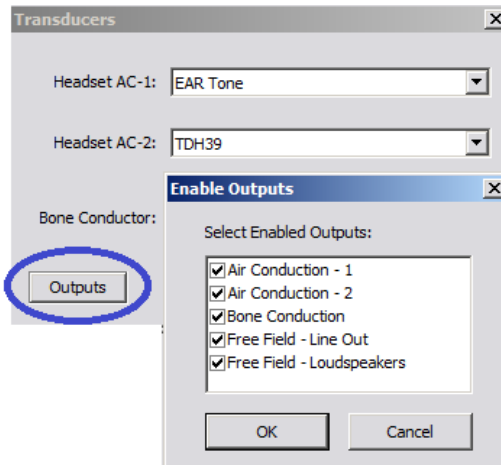 Transducers
Headset AC-1: EAR Tone
Headset AC-2: TDH39
Enable Outputs
Bone Conductor:
Select Enabled Outputs:
Outputs
Air Conduction - 1
Air Conduction - 2
Bone Conduction
Free Field - Line Out
Free Field - Loudspeakers
OK Cancel